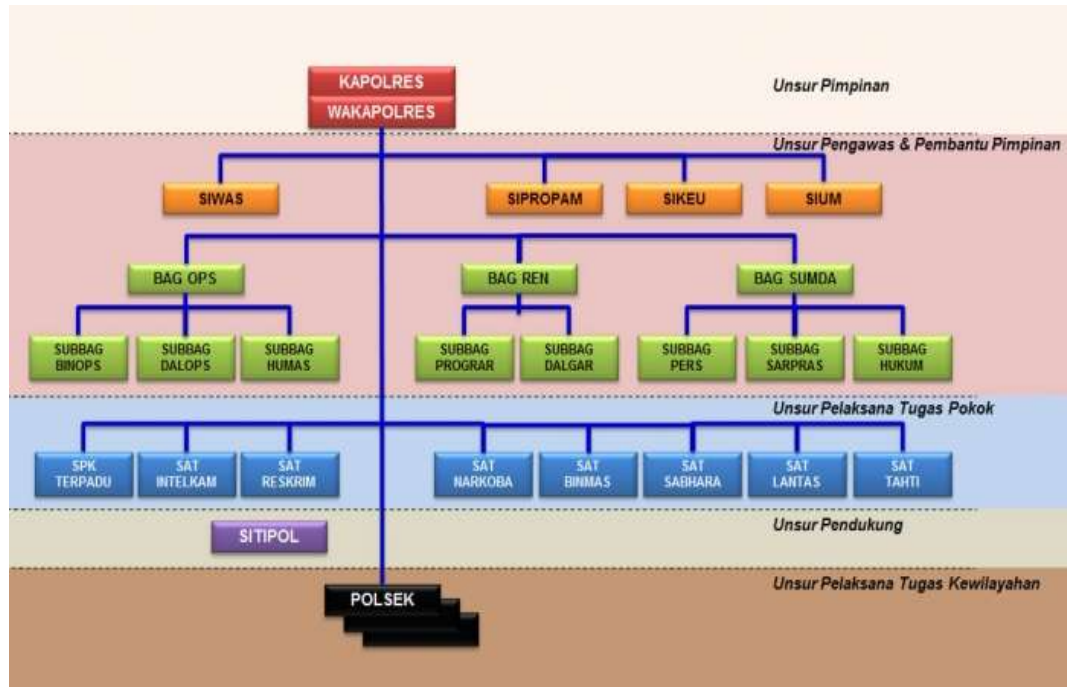 KAPOLRES
WAKAPOLRES
Unsur Pimpinan
Unsur Pengawas & Pembantu Pimpinan
SIWAS
SIPROPAM
SIKEU
SIUM
BAG OPS
BAG REN
BAG SUMDA
SUBBAG
BINOPS
SUBBAG
DALOPS
SUBBAG
HUMAS
SUBBAG
PROGRAR
SUBBAG
DALGAR
SUBBAG
PERS
SUBBAG
SARPRAS
SUBBAG
HUKUM
Unsur Pelaksana Tugas Pokok
SPK
TERPADU
SAT
INTELKAM
SAT
RESKRIM
SAT
NARKOBA
SAT
BINMAS
SAT
SABHARA
SAT
LANTAS
SAT
TAHTI
Unsur Pendukung
SITIPOL
Unsur Pelaksana Tugas Kewilayahan
POLSEK